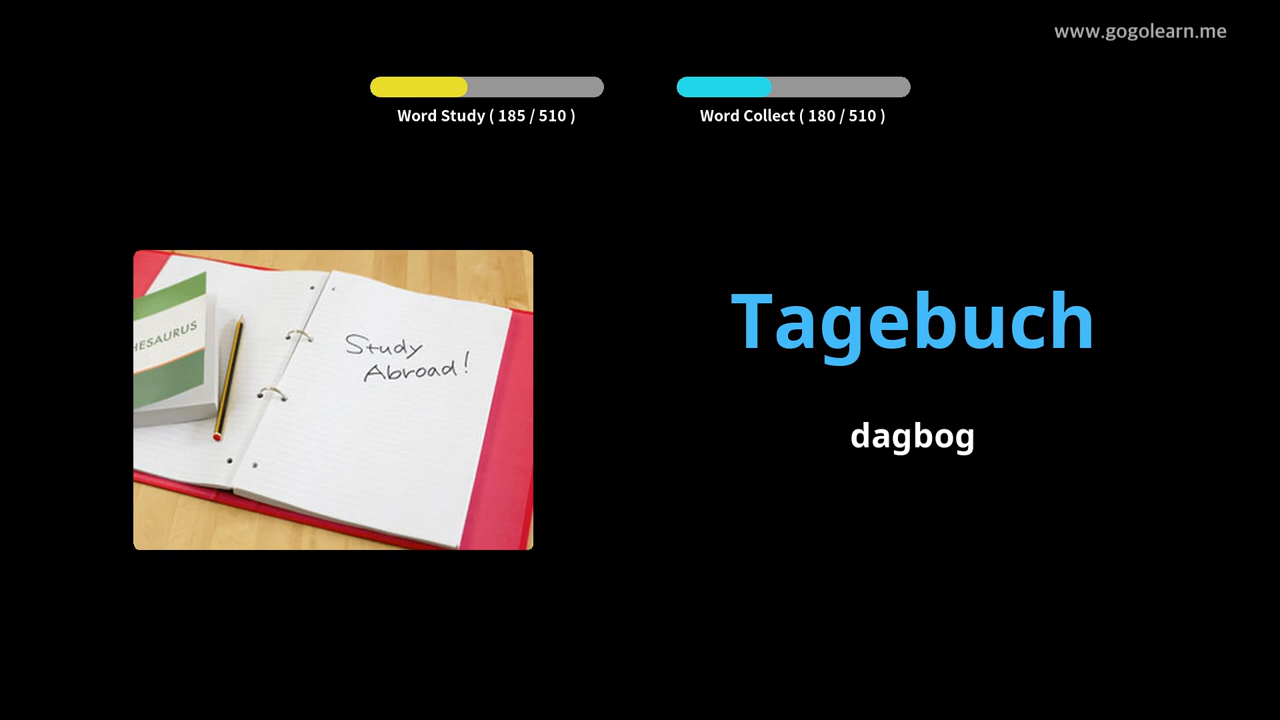 www.gogolearn.me
Word Study ( 185 / 510 )
Word Collect ( 180 / 510 )
HESAURUS
Study
Abroad!
Tagebuch
dagbog